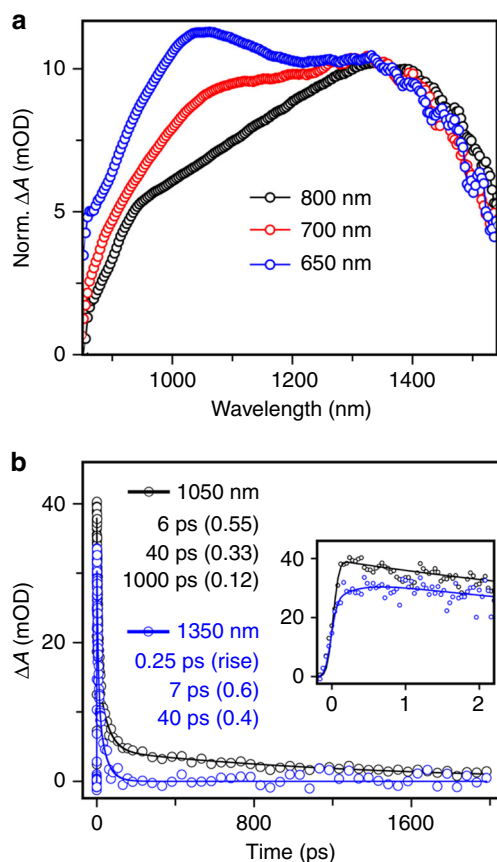 a
10
5
0
Norm. ΔA (mOD)
800 nm
700 nm
650 nm
1000
1200
1400
Wavelength (nm)
b
40
20
0
ΔA (mOD)
1050 nm
6 ps (0.55)
40 ps (0.33)
1000 ps (0.12)
1350 nm
0.25 ps (rise)
7 ps (0.6)
40 ps (0.4)
40
20
0
0
1
2
0
800
1600
Time (ps)